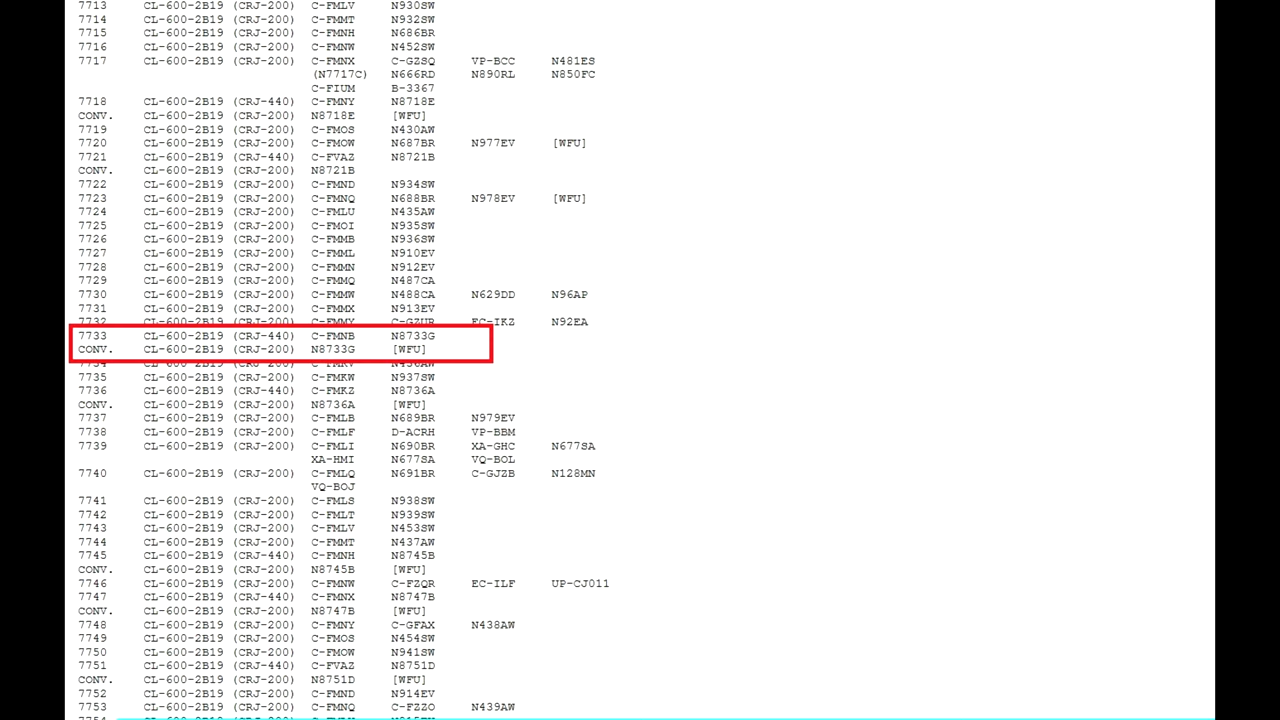 7713 CL-600-2B19 (CRJ-200) C-FMLV N930SW
7714 CL-600-2B19 (CRJ-200) C-FMMT N932SW
7715 CL-600-2B19 (CRJ-200) C-FMNH N686BR
7716 CL-600-2B19 (CRJ-200) C-FMNW N452SW
7717 CL-600-2B19 (CRJ-200) C-FMNX C-GZSQ VP-BCC N481ES
(N7717C) N666RD N890RL N850FC
C-FIUM B-3367
7718 CL-600-2B19 (CRJ-440) C-FMNY N8718E
CONV. CL-600-2B19 (CRJ-200) N8718E [WFU]
7719 CL-600-2B19 (CRJ-200) C-FMOS N430AW
7720 CL-600-2B19 (CRJ-200) C-FMOW N687BR N977EV [WFU]
7721 CL-600-2B19 (CRJ-440) C-FVAZ N8721B
CONV. CL-600-2B19 (CRJ-200) N8721B
7722 CL-600-2B19 (CRJ-200) C-FMND N934SW
7723 CL-600-2B19 (CRJ-200) C-FMNQ N688BR N978EV [WFU]
7724 CL-600-2B19 (CRJ-200) C-FMLU N435AW
7725 CL-600-2B19 (CRJ-200) C-FMOI N935SW
7726 CL-600-2B19 (CRJ-200) C-FMMB N936SW
7727 CL-600-2B19 (CRJ-200) C-FMML N910EV
7728 CL-600-2B19 (CRJ-200) C-FMMN N912EV
7729 CL-600-2B19 (CRJ-200) C-FMMQ N487CA
7730 CL-600-2B19 (CRJ-200) C-FMMW N488CA N629DD N96AP
7731 CL-600-2B19 (CRJ-200) C-FMMX N913EV
7732 CL-600-2B19 (CRJ-200) C-FMMY C-GZUR EC-IKZ N92EA
7733 CL-600-2B19 (CRJ-440) C-FMNB N8733G
CONV. CL-600-2B19 (CRJ-200) N8733G [WFU]
7734 CL-600-2B19 (CRJ-200) C-FMKV N436AW
7735 CL-600-2B19 (CRJ-200) C-FMKW N937SW
7736 CL-600-2B19 (CRJ-440) C-FMKZ N8736A
CONV. CL-600-2B19 (CRJ-200) N8736A [WFU]
7737 CL-600-2B19 (CRJ-200) C-FMLB N689BR N979EV
7738 CL-600-2B19 (CRJ-200) C-FMLF D-ACRH VP-BBM
7739 CL-600-2B19 (CRJ-200) C-FMLI N690BR XA-GHC N677SA
XA-HMI N677SA VQ-BOL
7740 CL-600-2B19 (CRJ-200) C-FMLQ N691BR C-GJZB N128MN
VQ-BOJ
7741 CL-600-2B19 (CRJ-200) C-FMLS N938SW
7742 CL-600-2B19 (CRJ-200) C-FMLT N939SW
7743 CL-600-2B19 (CRJ-200) C-FMLV N453SW
7744 CL-600-2B19 (CRJ-200) C-FMMT N437AW
7745 CL-600-2B19 (CRJ-440) C-FMNH N8745B
CONV. CL-600-2B19 (CRJ-200) N8745B [WFU]
7746 CL-600-2B19 (CRJ-200) C-FMNW C-FZQR EC-ILF UP-CJ011
7747 CL-600-2B19 (CRJ-440) C-FMNX N8747B
CONV. CL-600-2B19 (CRJ-200) N8747B [WFU]
7748 CL-600-2B19 (CRJ-200) C-FMNY C-GFAX N438AW
7749 CL-600-2B19 (CRJ-200) C-FMOS N454SW
7750 CL-600-2B19 (CRJ-200) C-FMOW N941SW
7751 CL-600-2B19 (CRJ-440) C-FVAZ N8751D
CONV. CL-600-2B19 (CRJ-200) N8751D [WFU]
7752 CL-600-2B19 (CRJ-200) C-FMND N914EV
7753 CL-600-2B19 (CRJ-200) C-FMNQ C-FZZO N439AW